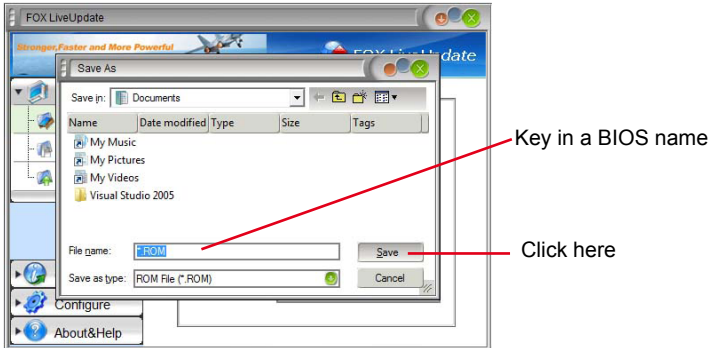 FOX LiveUpdate
Stronger,Faster and More Powerful
date
Save As
Save in: Documents
Name Date modified Type Size Tags
My Music
My Pictures
My Videos
Visual Studio 2005
File name: *.ROM Save
Save as type: ROM File (*.ROM) Cancel
Configure
About&Help
Key in a BIOS name
Click here